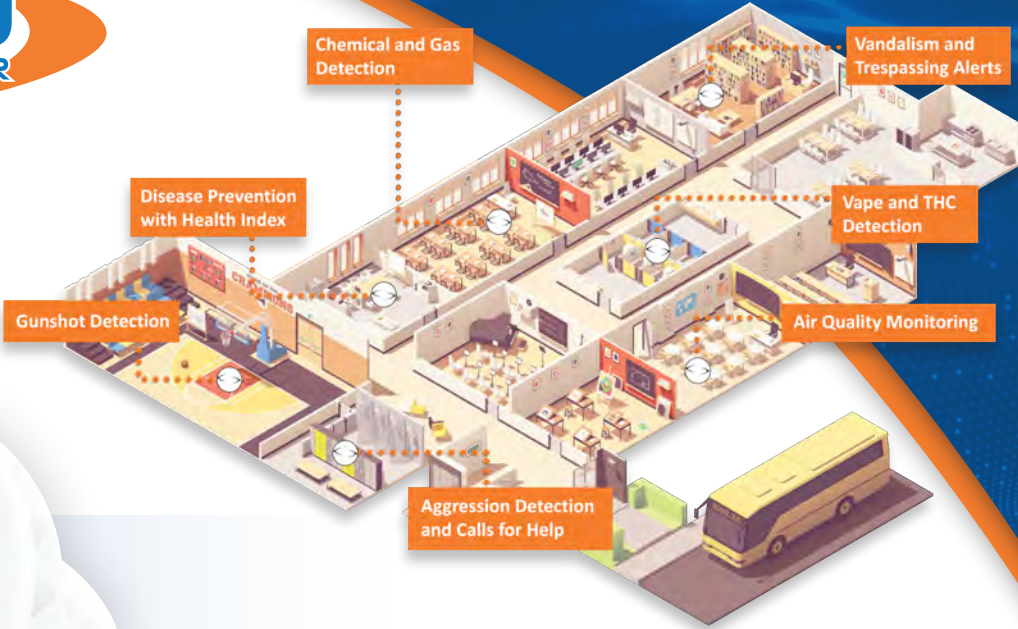 Chemical and Gas
Detection
Vandalism and
Trespassing Alerts
Disease Prevention
with Health Index
Vape and THC
Detection
Gunshot Detection
Air Quality Monitoring
Aggression Detection
and Calls for Help